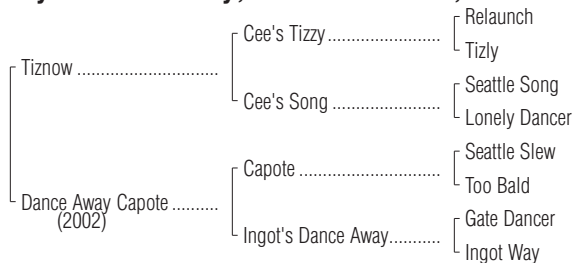 Relaunch
Cee's Tizzy
Tizly
Tiznow
Seattle Song
Cee's Song
Lonely Dancer
Seattle Slew
Capote
Too Bald
Dance Away Capote
(2002)
Gate Dancer
Ingot's Dance Away
Ingot Way